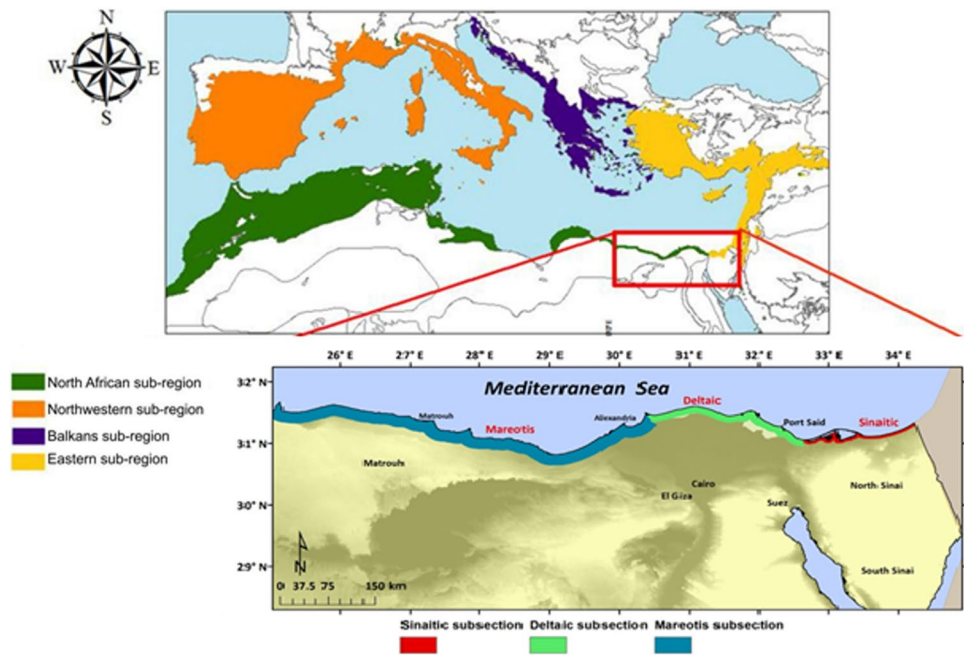 N
W E
S
North African sub-region
Northwestern sub-region
Balkans sub-region
Eastern sub-region
26° E 27° E 28° E 29° E 30° E 31° E 32° E 33° E 34° E
32° N
31° N
30° N
29° N
Mediterranean Sea
Deltaic
Matrouh
Mareotis
Alexandria
Port Said
Sinaitic
Matrouh
Cairo
El Giza
Suez
North Sinai
South Sinai
N
0 37.5 75 150 km
Sinaitic subsection Deltaic subsection Mareotis subsection